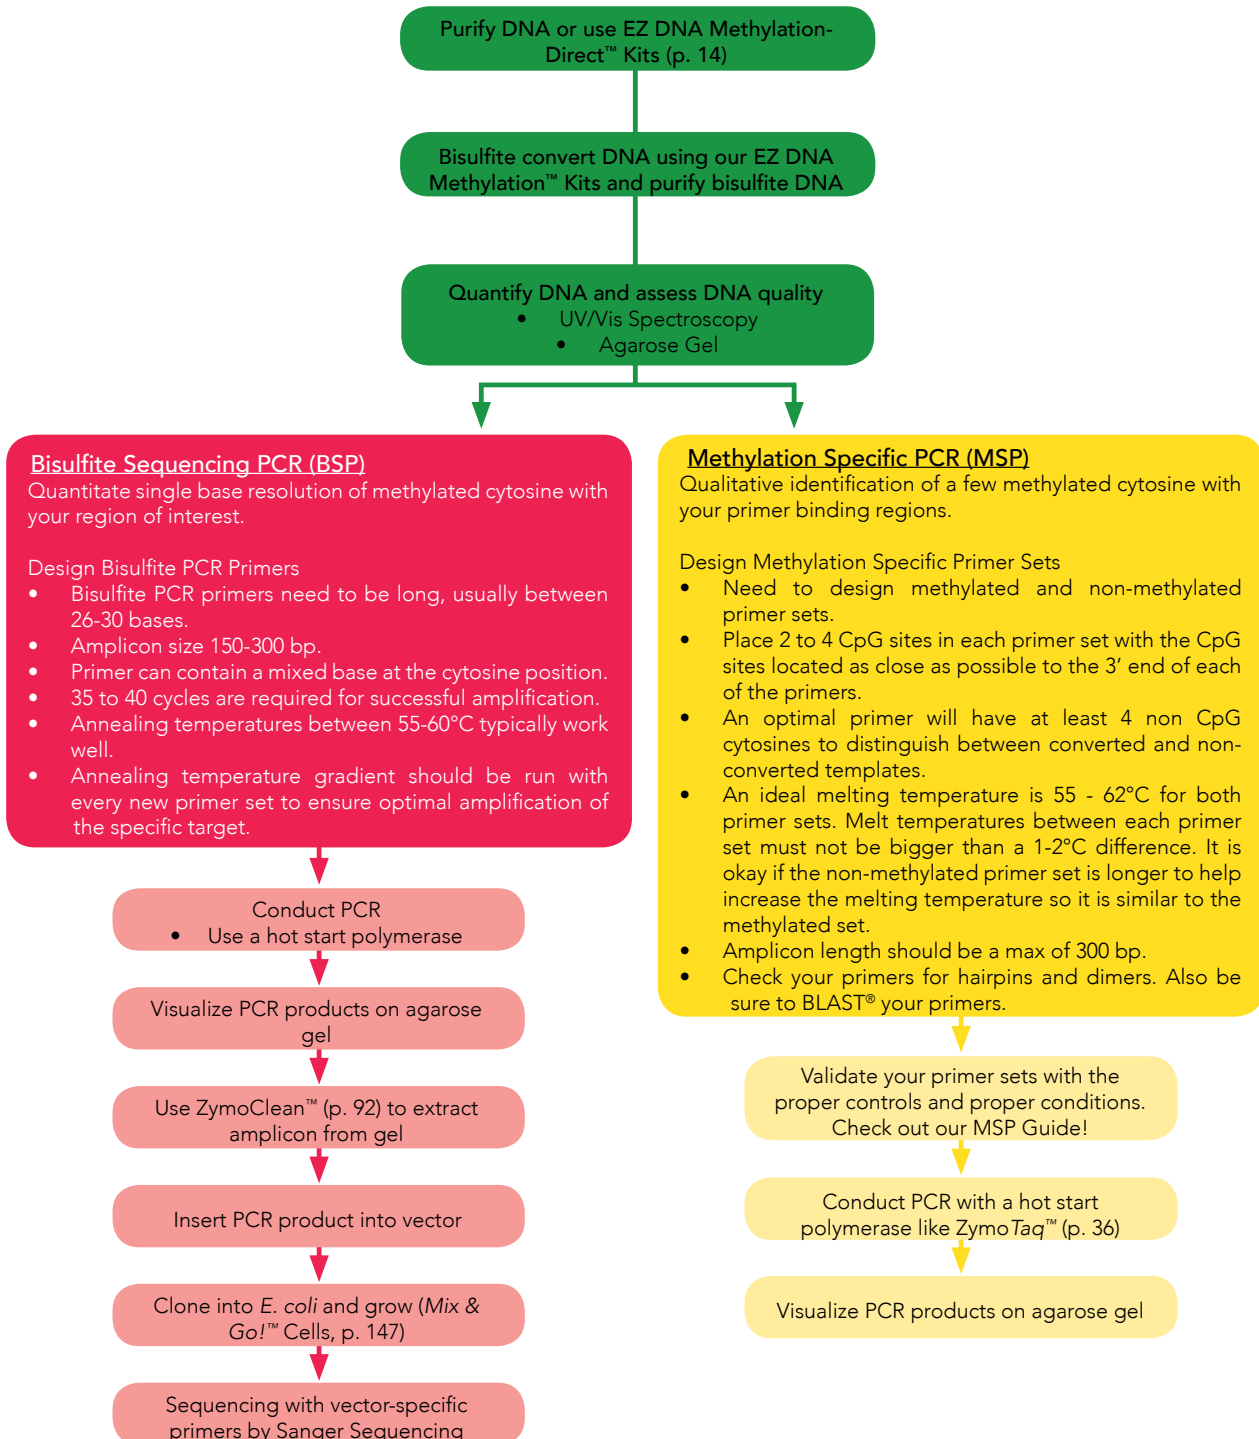 Purify DNA or use EZ DNA Methylation-
Direct™ Kits (p. 14)
Bisulfite convert DNA using our EZ DNA
Methylation™ Kits and purify bisulfite DNA
Quantify DNA and assess DNA quality
• UV/Vis Spectroscopy
• Agarose Gel
Bisulfite Sequencing PCR (BSP)
Quantitate single base resolution of methylated cytosine with
your region of interest.
Design Bisulfite PCR Primers
• Bisulfite PCR primers need to be long, usually between
26-30 bases.
• Amplicon size 150-300 bp.
• Primer can contain a mixed base at the cytosine position.
• 35 to 40 cycles are required for successful amplification.
• Annealing temperatures between 55-60°C typically work
well.
• Annealing temperature gradient should be run with
every new primer set to ensure optimal amplification of
the specific target.
Conduct PCR
• Use a hot start polymerase
Visualize PCR products on agarose
gel
Use ZymoClean™ (p. 92) to extract
amplicon from gel
Insert PCR product into vector
Clone into E. coli and grow (Mix &
Go!™ Cells, p. 147)
Sequencing with vector-specific
primers by Sanger Sequencing
Methylation Specific PCR (MSP)
Qualitative identification of a few methylated cytosine with
your primer binding regions.
Design Methylation Specific Primer Sets
• Need to design methylated and non-methylated
primer sets.
• Place 2 to 4 CpG sites in each primer set with the CpG
sites located as close as possible to the 3’ end of each
of the primers.
• An optimal primer will have at least 4 non CpG
cytosines to distinguish between converted and non-
converted templates.
• An ideal melting temperature is 55 - 62°C for both
primer sets. Melt temperatures between each primer
set must not be bigger than a 1-2°C difference. It is
okay if the non-methylated primer set is longer to help
increase the melting temperature so it is similar to the
methylated set.
• Amplicon length should be a max of 300 bp.
• Check your primers for hairpins and dimers. Also be
sure to BLAST® your primers.
Validate your primer sets with the
proper controls and proper conditions.
Check out our MSP Guide!
Conduct PCR with a hot start
polymerase like ZymoTaq™ (p. 36)
Visualize PCR products on agarose gel